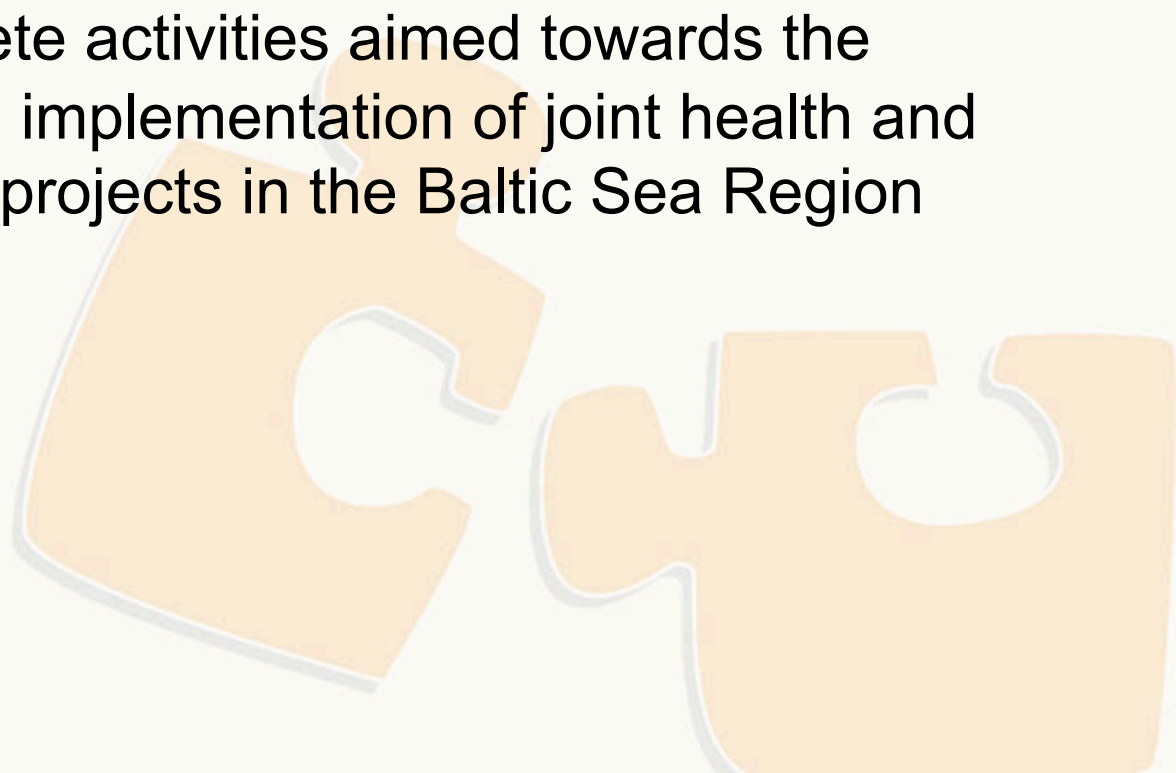 ete activities aimed towards the
implementation of joint health and
projects in the Baltic Sea Region